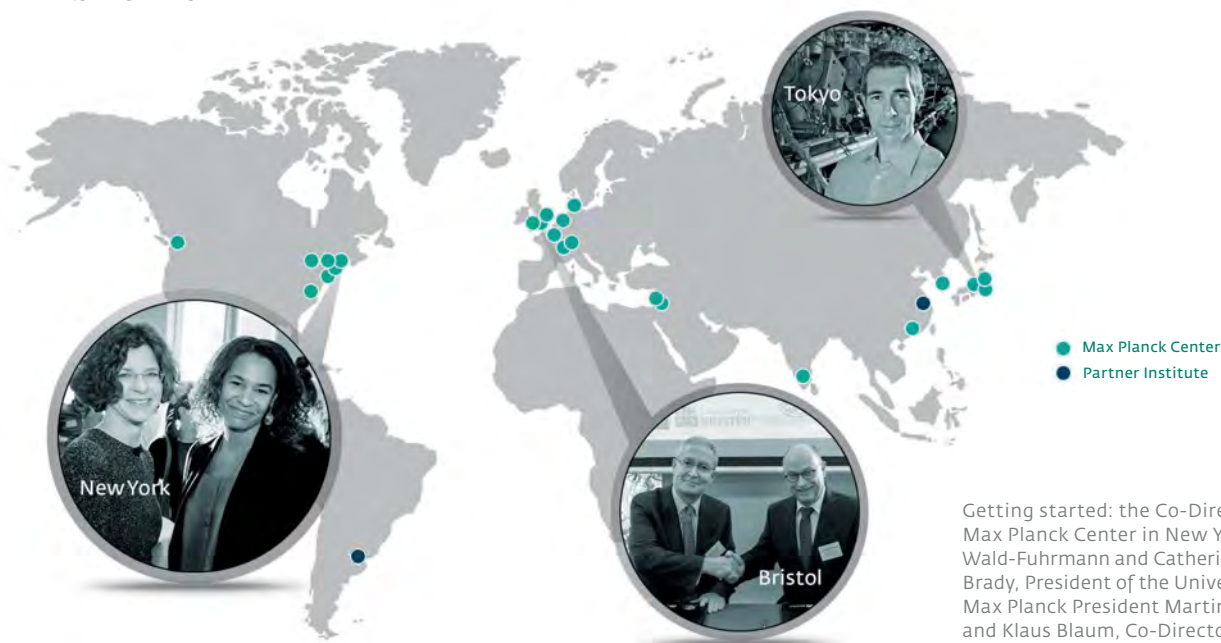 Tokyo
New York
Bristol
Max Planck Center
Partner Institute
Getting started: the Co-Dire
Max Planck Center in New Y
Wald-Fuhrmann and Catheri
Brady, President of the Unive
Max Planck President Martin
and Klaus Blaum, Co-Directo